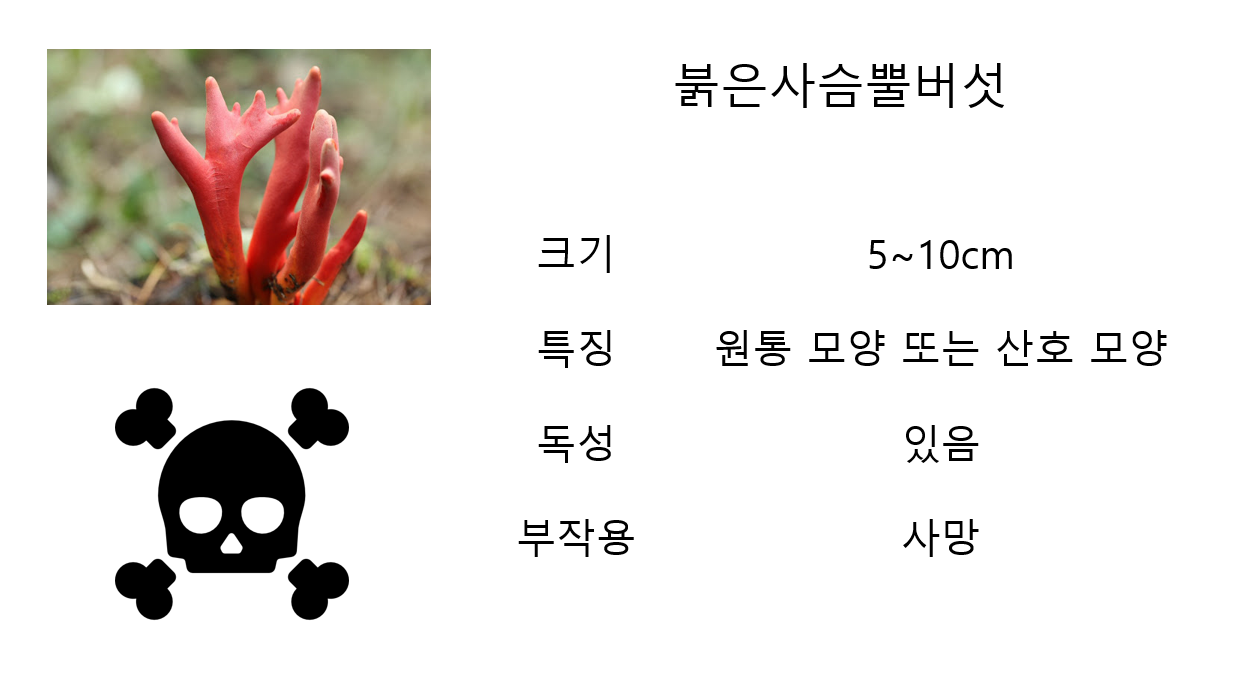 붉은사슴뿔버섯
크기 5~10cm
특징 원통 모양 또는 산호 모양
독성 있음
부작용 사망